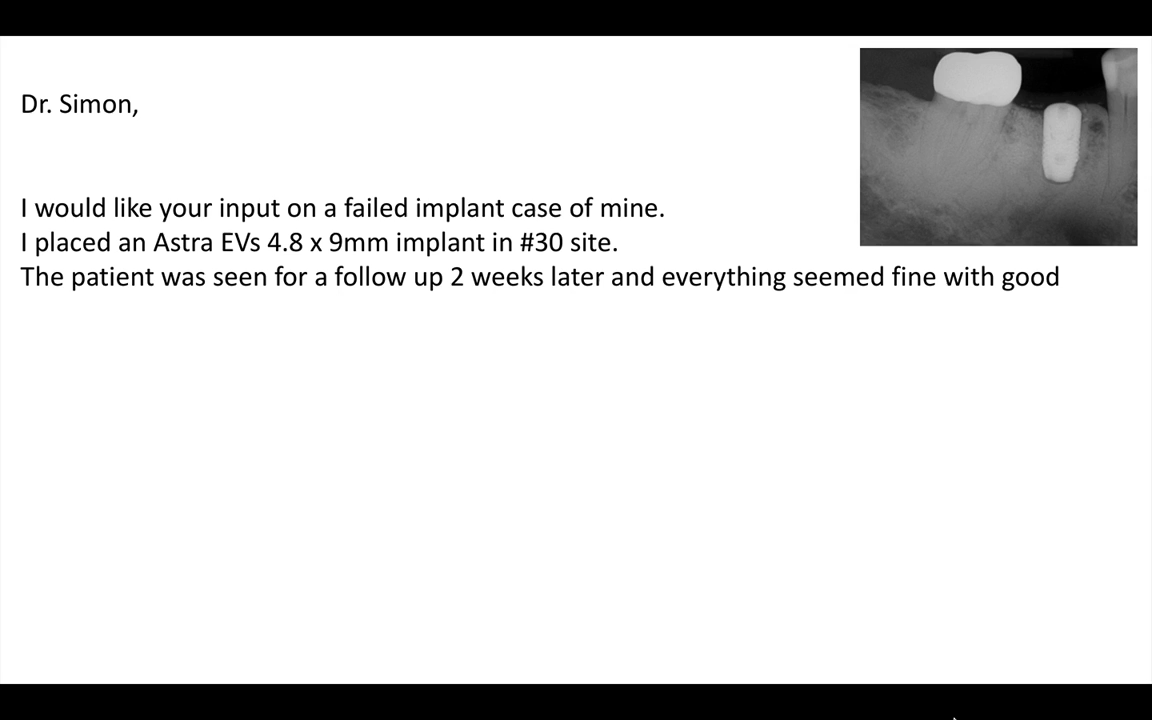 Dr. Simon,
I would like your input on a failed implant case of mine.
I placed an Astra EVs 4.8 x 9mm implant in #30 site.
The patient was seen for a follow up 2 weeks later and everything seemed fine with good